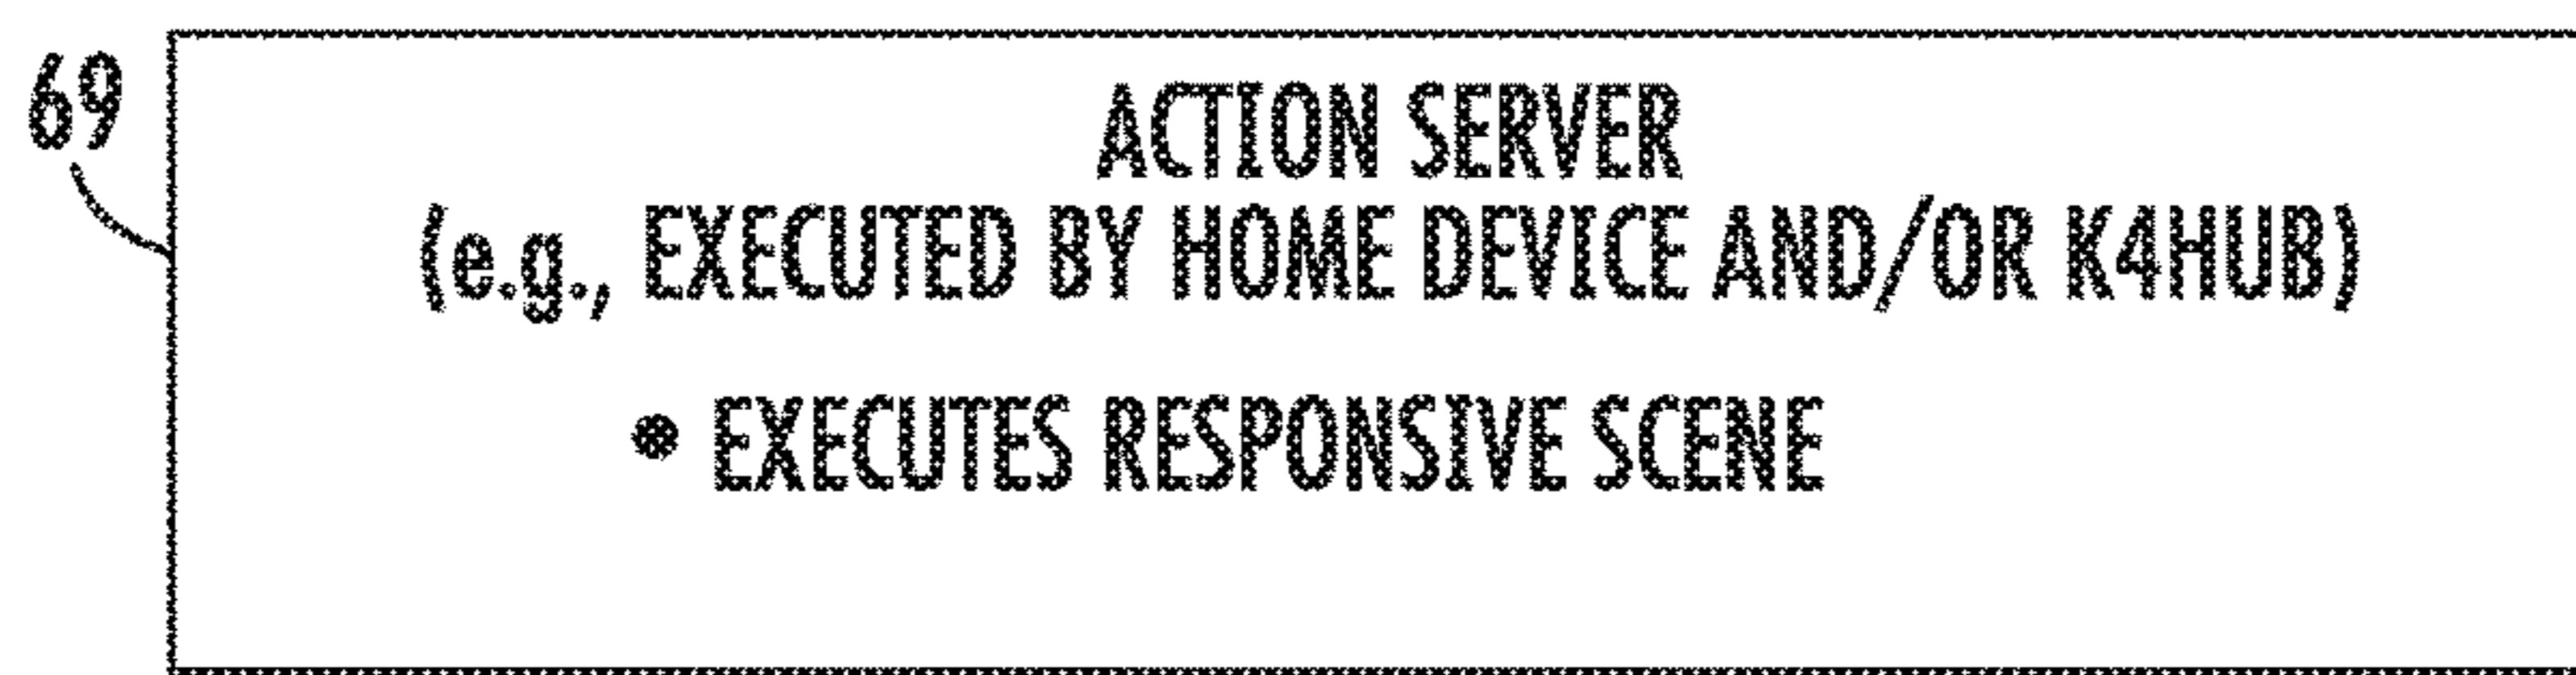 69
ACTION SERVER
(e.g., EXECUTED BY HOME DEVICE AND/OR K4HUB)
• EXECUTES RESPONSIVE SCENE